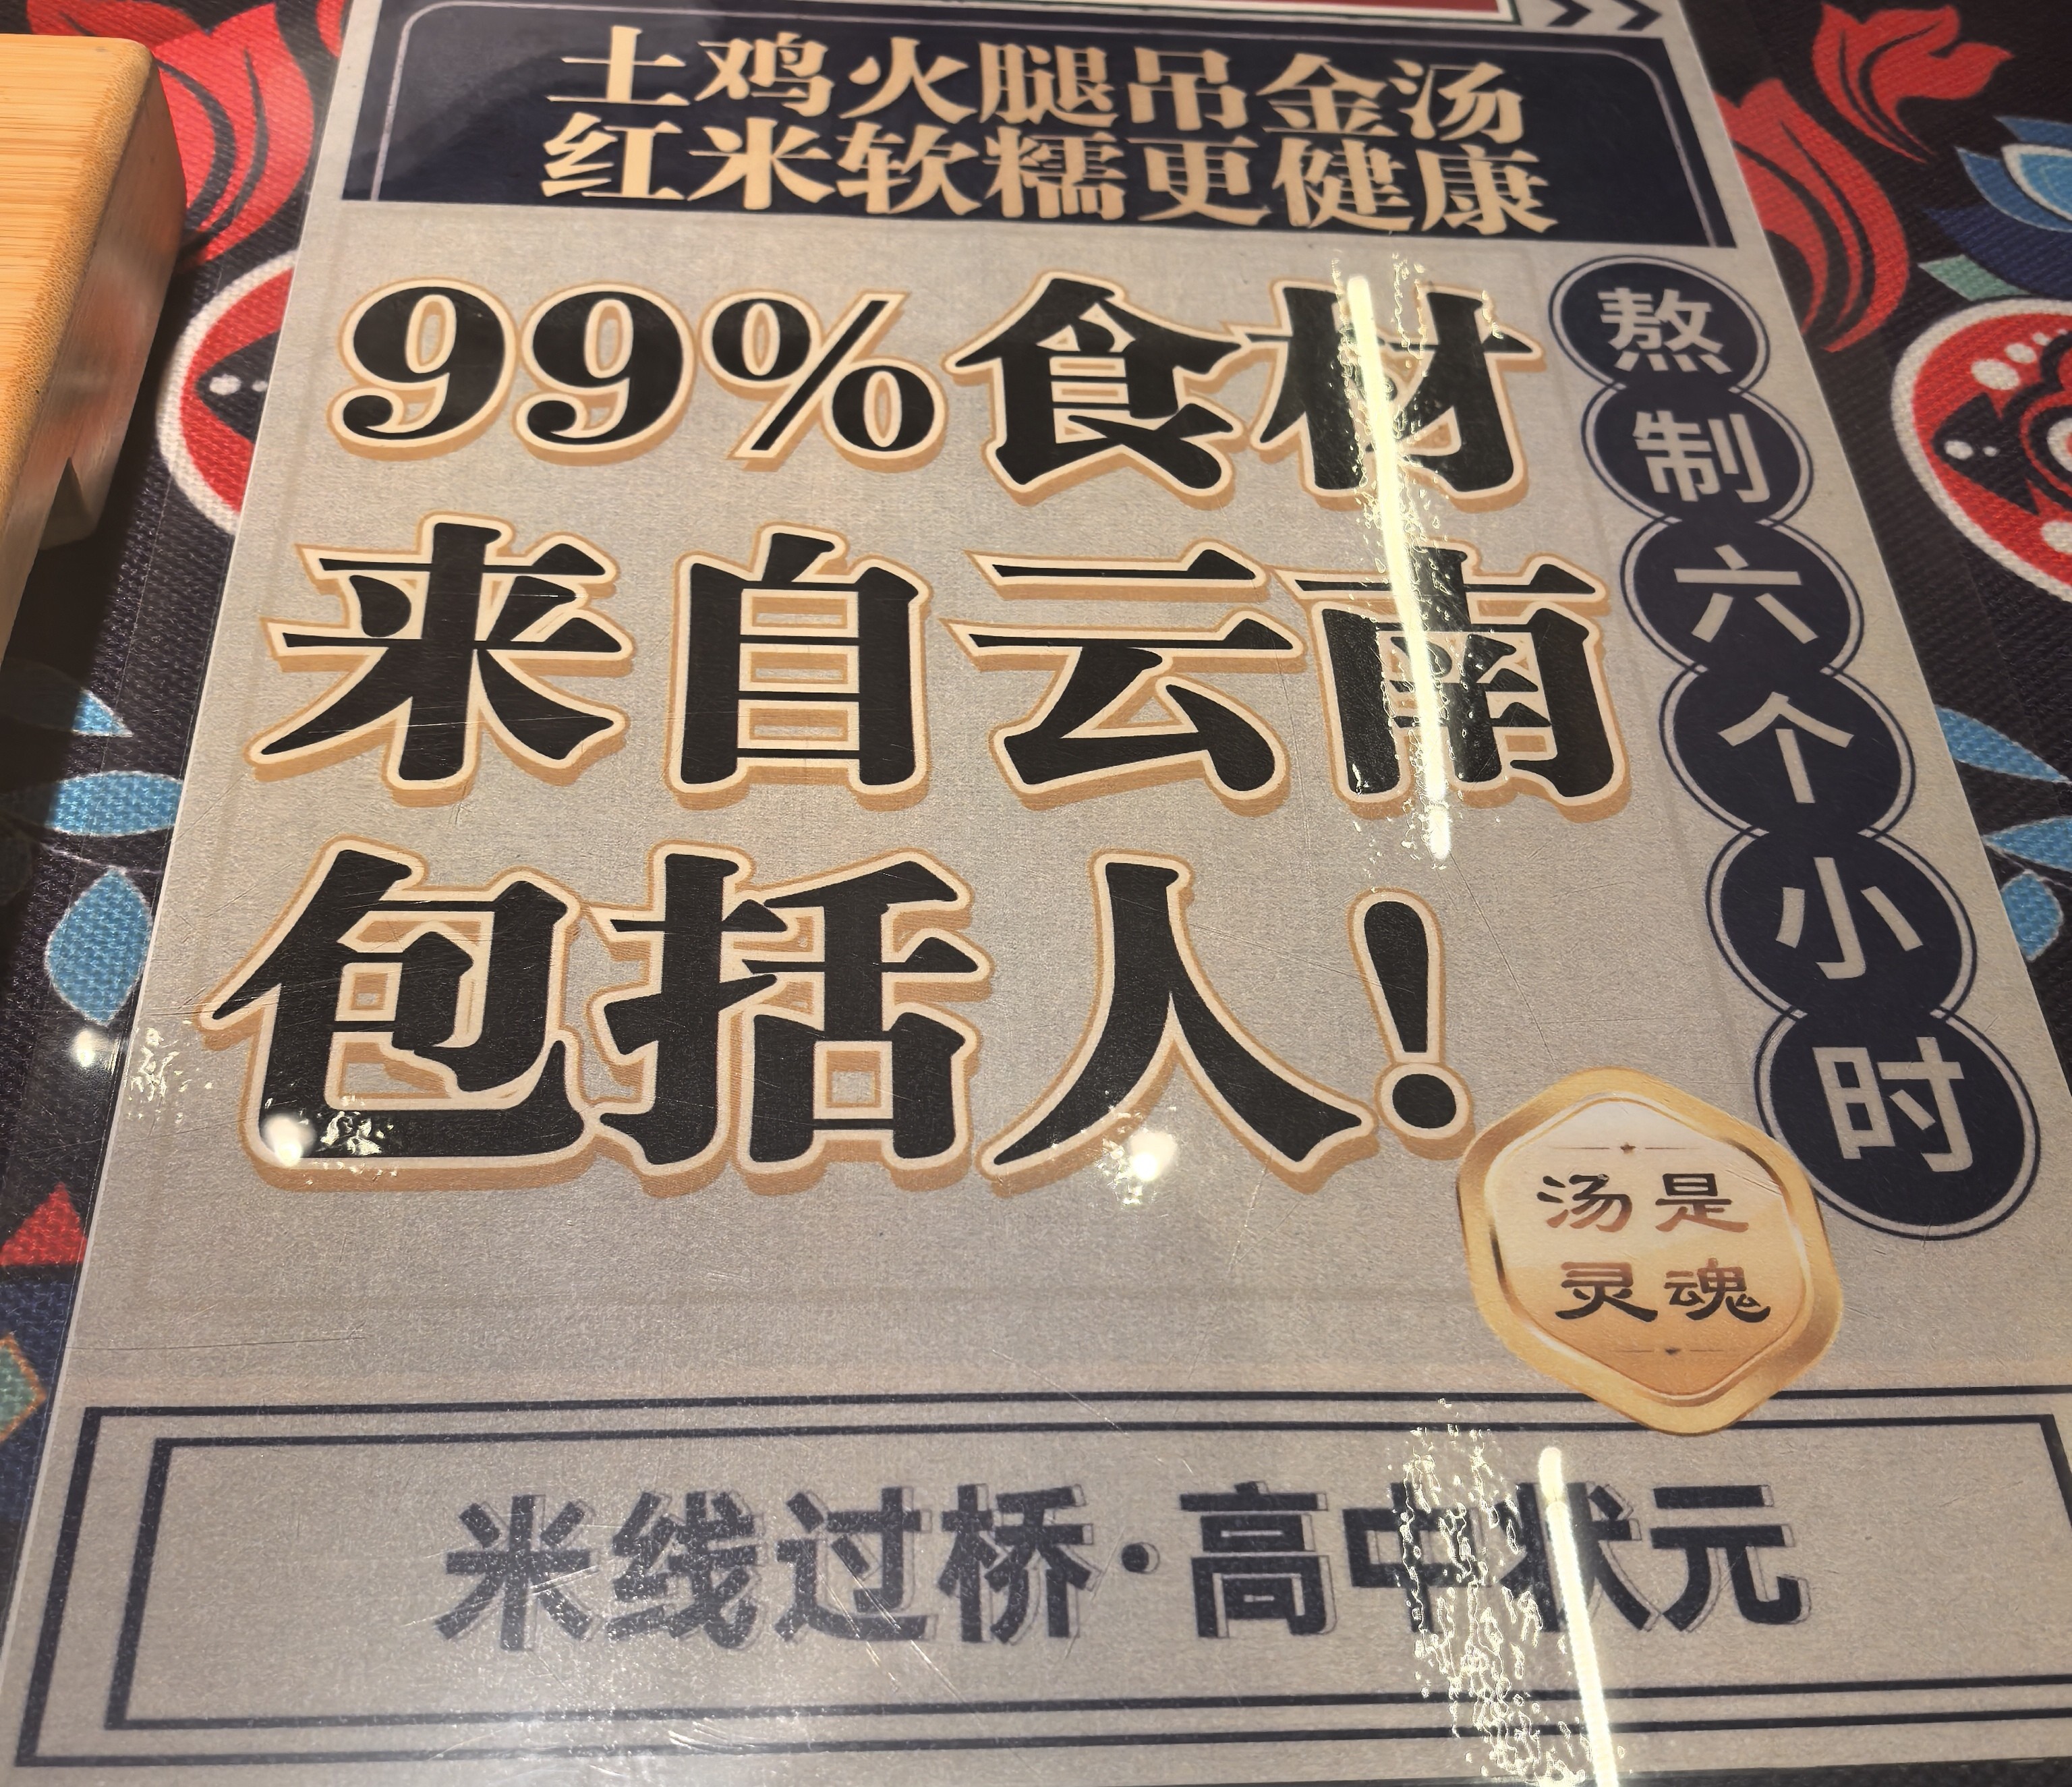 土鸡火腿吊金汤
红米软糯更健康
99%食材
来自云南
包括人!
熬制六个小时
汤是
灵魂
米线过桥·高中状元